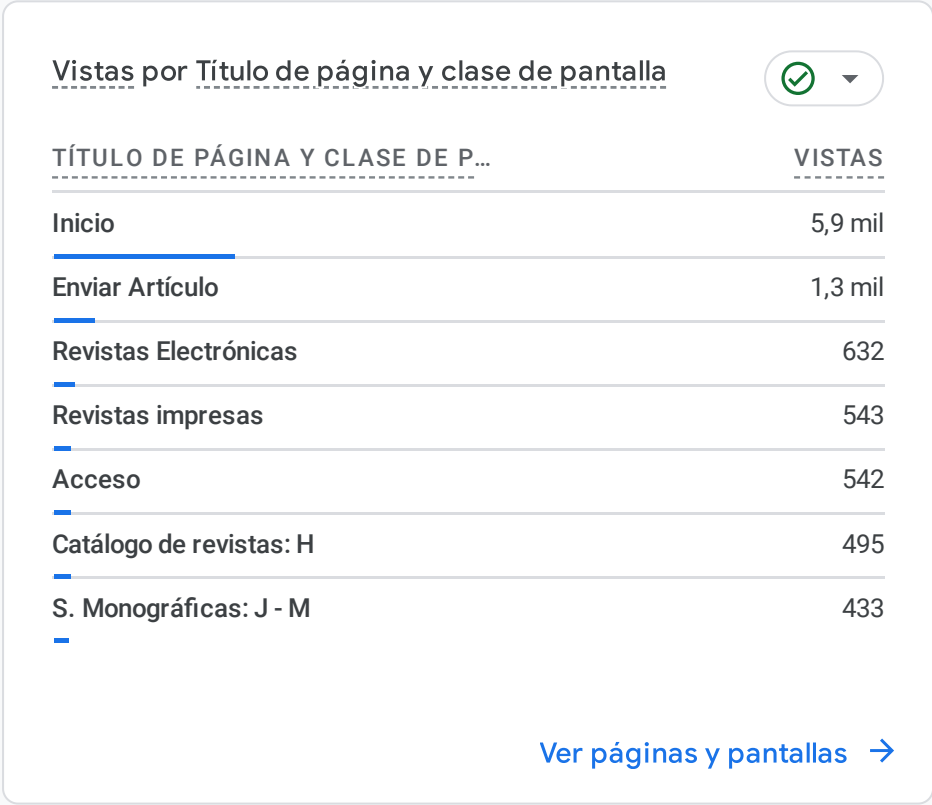 Vistas por Título de página y clase de pantalla
TÍTULO DE PÁGINA Y CLASE DE P… VISTAS
Inicio 5,9 mil
Enviar Artículo 1,3 mil
Revistas Electrónicas 632
Revistas impresas 543
Acceso 542
Catálogo de revistas: H 495
S. Monográficas: J - M 433
Ver páginas y pantallas